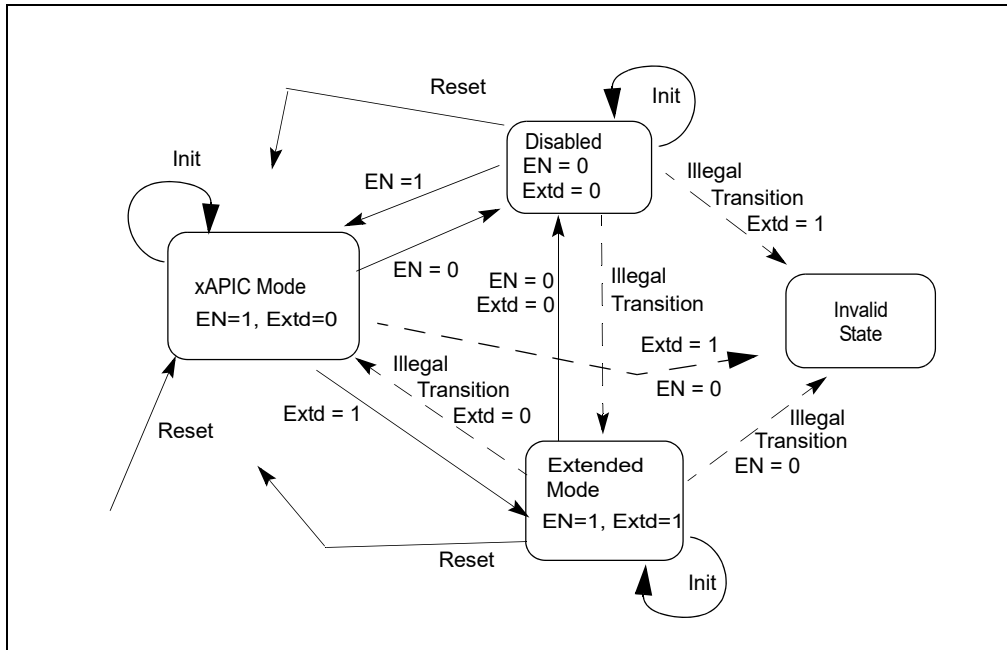 Reset
Init
Disabled
EN = 0
Extd = 0
Illegal
Transition
Extd = 1
Init
EN =1
xAPIC Mode
EN=1, Extd=0
EN = 0
EN = 0
Extd = 0
Illegal
Transition
Invalid
State
Extd = 1
EN = 0
Illegal
Transition
Extd = 0
Extd = 1
Reset
Illegal
Transition
EN = 0
Extended
Mode
EN=1, Extd=1
Reset
Init